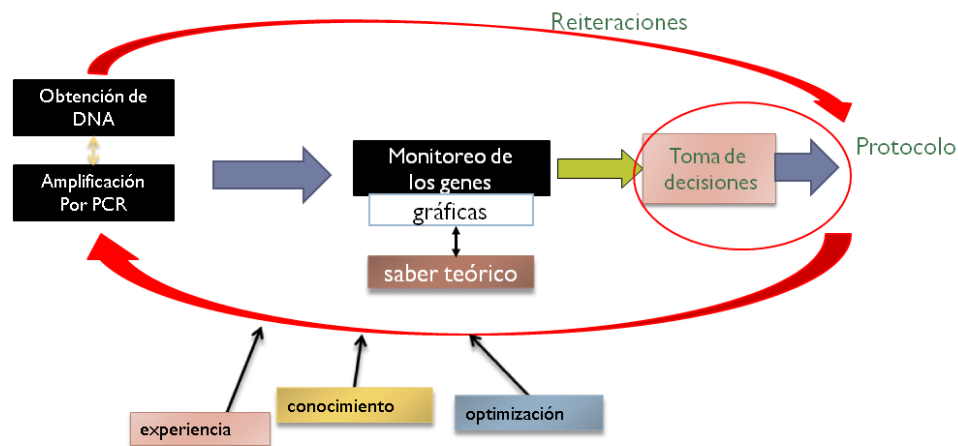 Reiteraciones
Obtención de
DNA
Amplificación
Por PCR
Monitoreo de
los genes
gráficas
saber teórico
Toma de
decisiones
Protocolo
experiencia
conocimiento
optimización